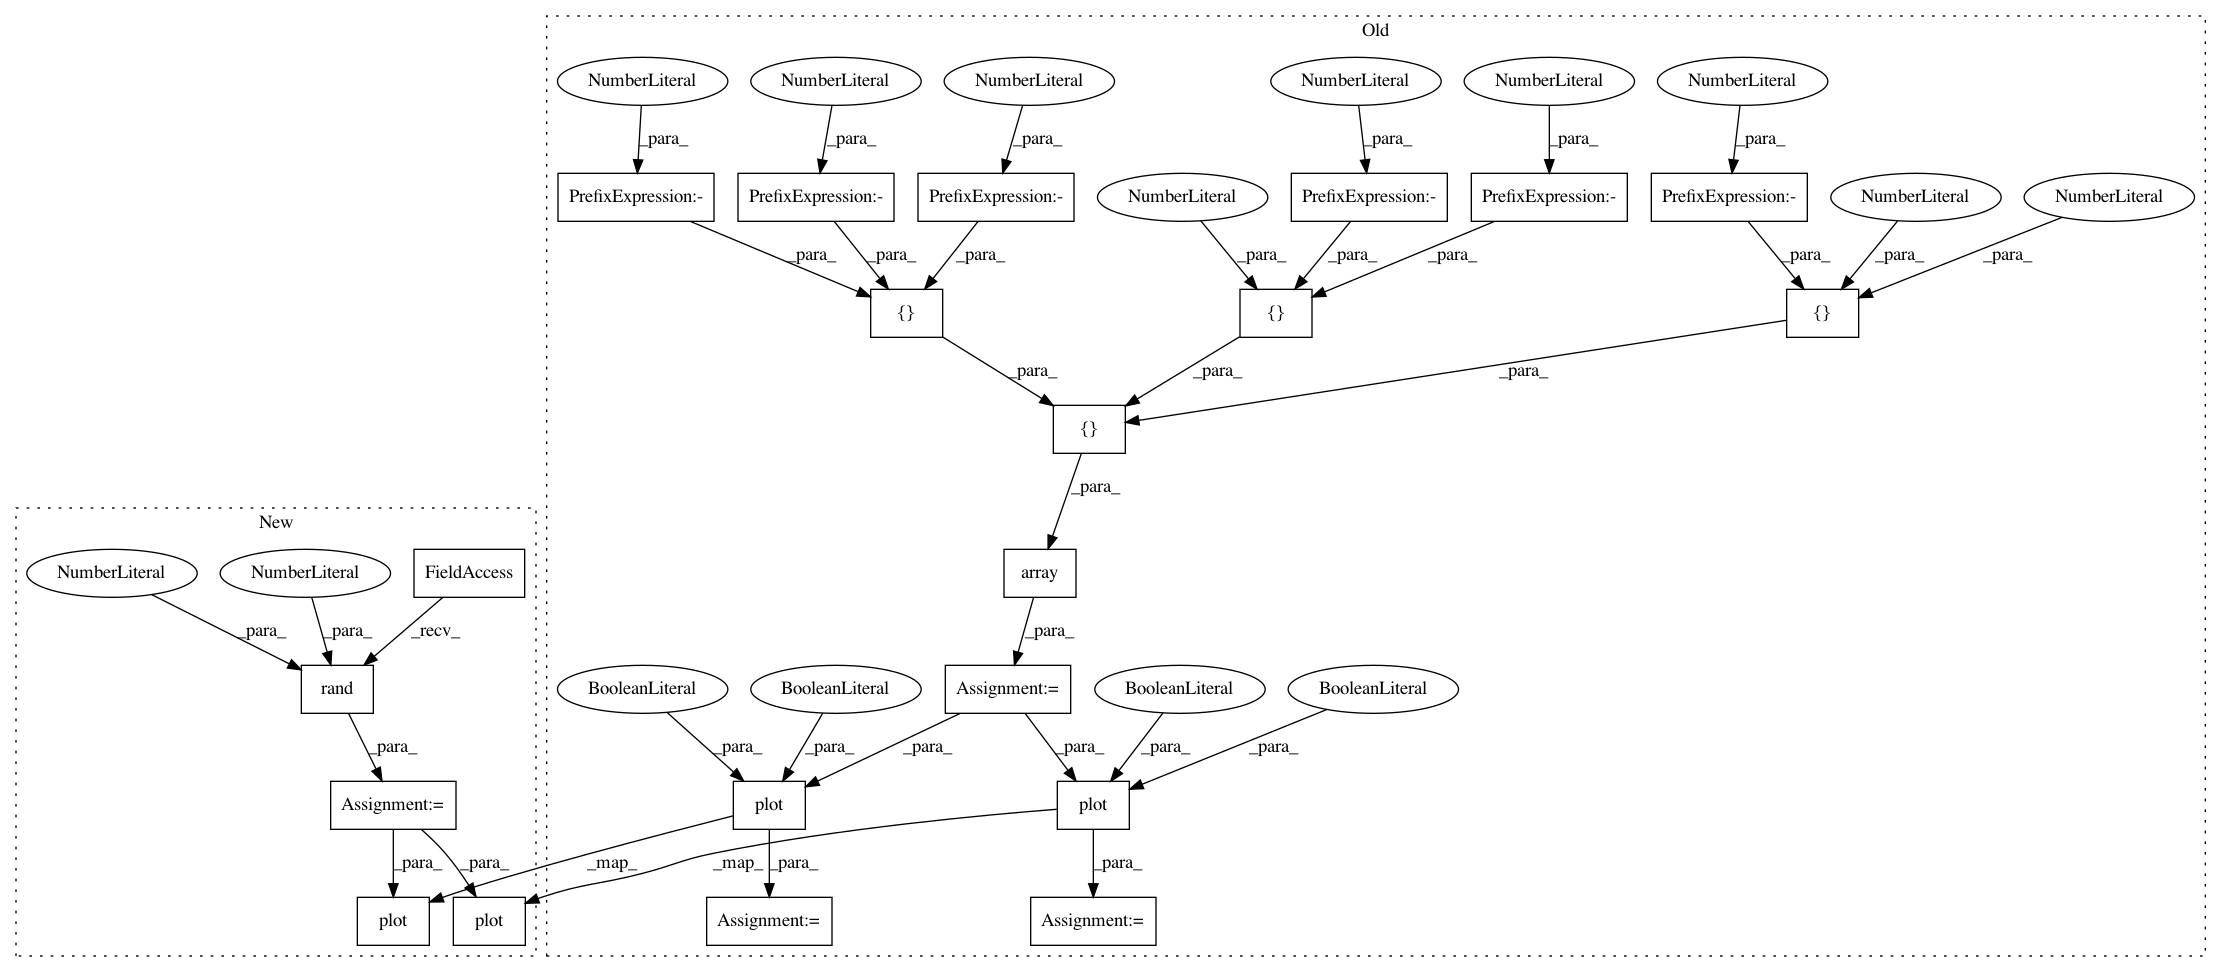 Old
NumberLiteral NumberLiteral NumberLiteral NumberLiteral NumberLiteral NumberLiteral
_para_ _para_ _para_ _para_ _para_ _para_
PrefixExpression:- PrefixExpression:- PrefixExpression:- NumberLiteral PrefixExpression:- PrefixExpression:- PrefixExpression:- NumberLiteral NumberLiteral
_para_ _para_ _para_ _para_ _para_ _para_ _para_ _para_ _para_
{} {} {}
_para_ _para_ _para_
{}
_para_
New
NumberLiteral NumberLiteral FieldAccess array
_para_ _para_ _recv_ _para_
rand BooleanLiteral BooleanLiteral Assignment:= BooleanLiteral BooleanLiteral
_para_ _para_ _para_ _para_ _para_ _para_ _para_
Assignment:= plot plot
_para_ _para_ _map_ _map_ _para_ _para_
plot plot Assignment:= Assignment:=